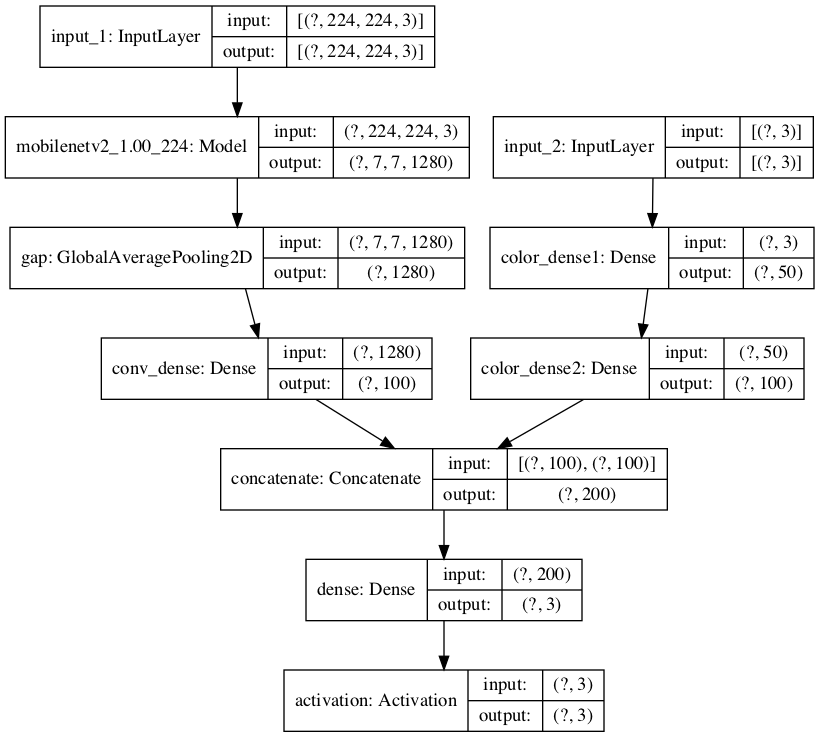 input_1: InputLayer
input:
[(?, 224, 224, 3)]
output:
[(?, 224, 224, 3)]
mobilenetv2_1.00_224: Model
input:
(?, 224, 224, 3)
output:
(?, 7, 7, 1280)
input_2: InputLayer
input:
[(?, 3)]
output:
[(?, 3)]
gap: GlobalAveragePooling2D
input:
(?, 7, 7, 1280)
output:
(?, 1280)
color_dense1: Dense
input:
(?, 3)
output:
(?, 50)
conv_dense: Dense
input:
(?, 1280)
output:
(?, 100)
color_dense2: Dense
input:
(?, 50)
output:
(?, 100)
concatenate: Concatenate
input:
[(?, 100), (?, 100)]
output:
(?, 200)
dense: Dense
input:
(?, 200)
output:
(?, 3)
activation: Activation
input:
(?, 3)
output:
(?, 3)